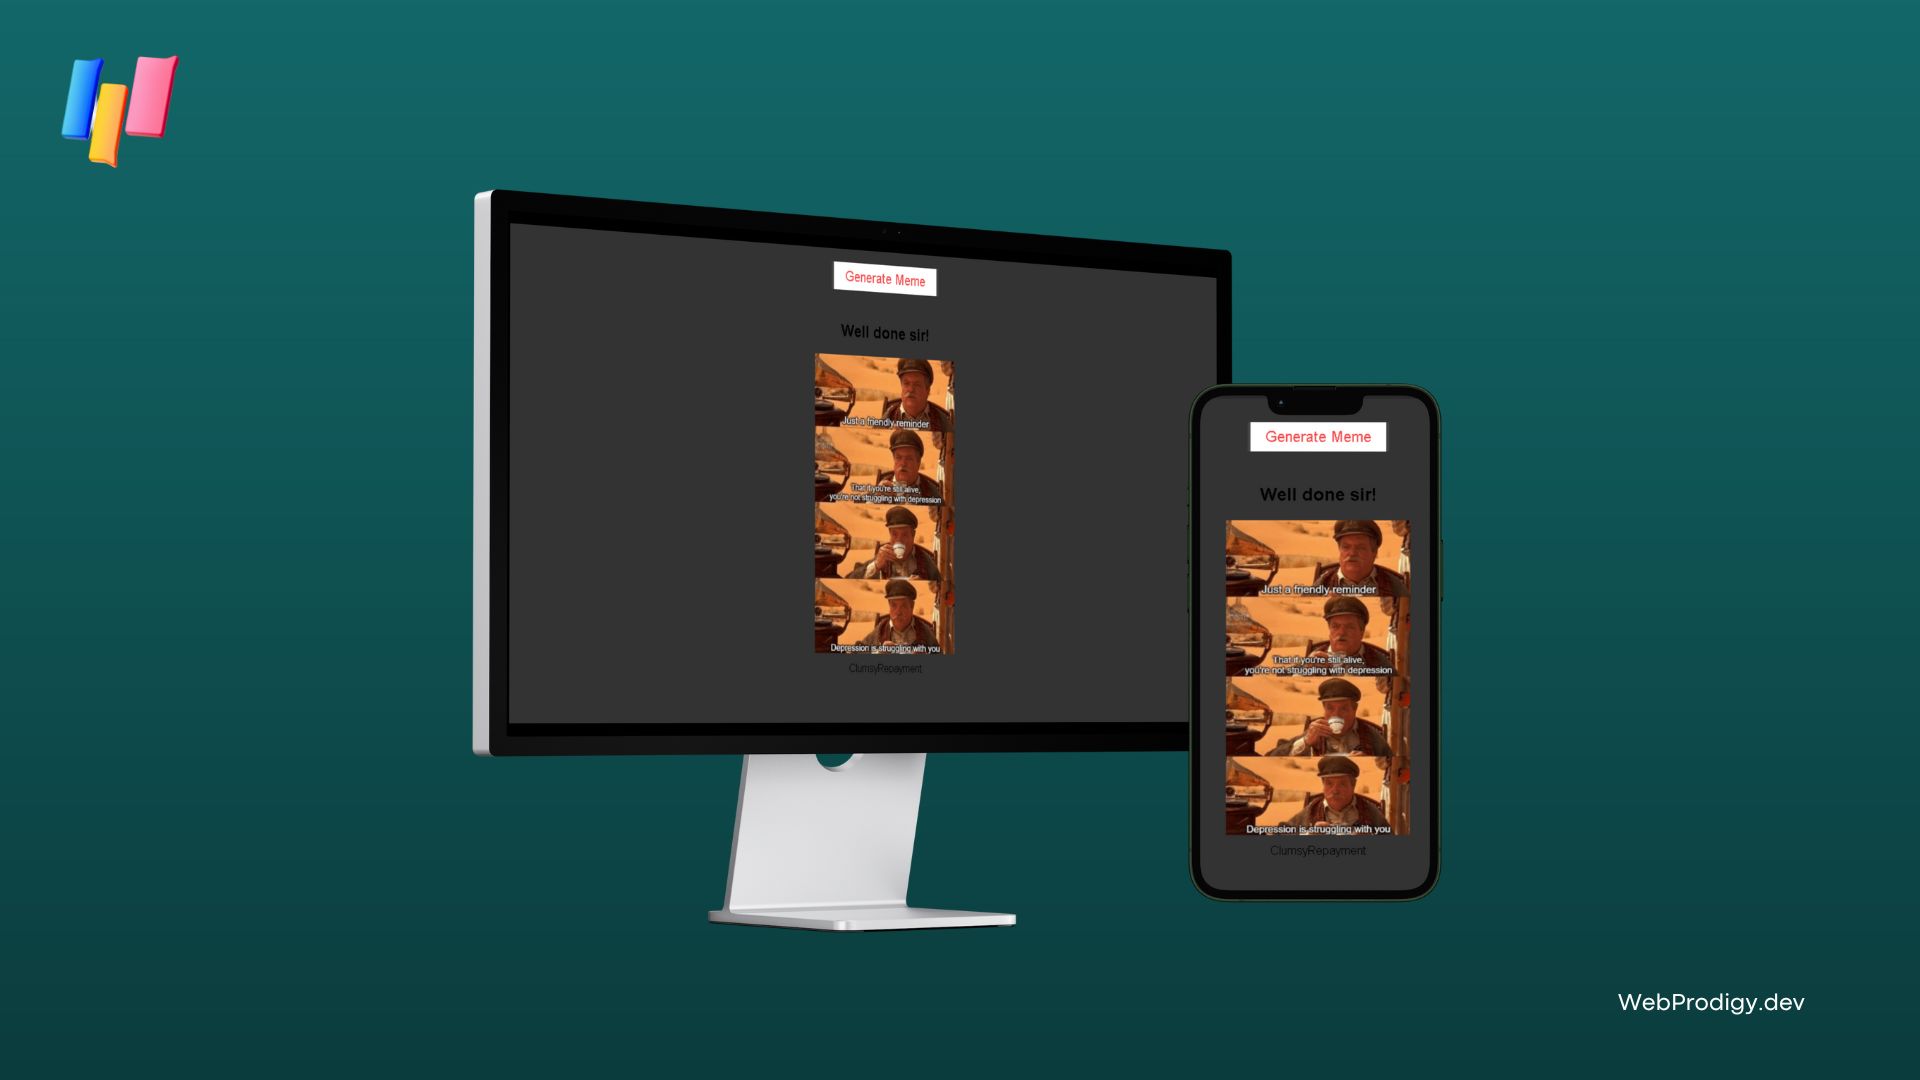 Generate Meme
Well done sir!
Just a friendly reminder
That if you're still alive,
you're not struggling with depression
Depression is struggling with you
ClumsyRepayment
Generate Meme
Well done sir!
Just a friendly reminder
That if you're still alive,
you're not struggling with depression
Depression is struggling with you
ClumsyRepayment
WebProdigy.dev